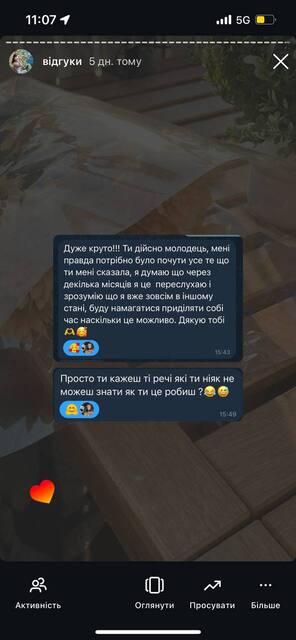 11:07
5G
відгуки 5 дн. тому
Дуже круто!!! Ти дійсно молодець, мені
правда потрібно було почути усе те що
ти мені сказала, я думаю що через
декілька місяців я це переслухаю і
зрозумію що я вже зовсім в іншому
стані, буду намагатися приділяти собі
час наскільки це можливо. Дякую тобі
🫶🥰
15:43
Просто ти кажеш ті речі які ти ніяк не
можеш знати як ти це робиш ?😂😅
15:49
Активність Оглянути Просувати Більше